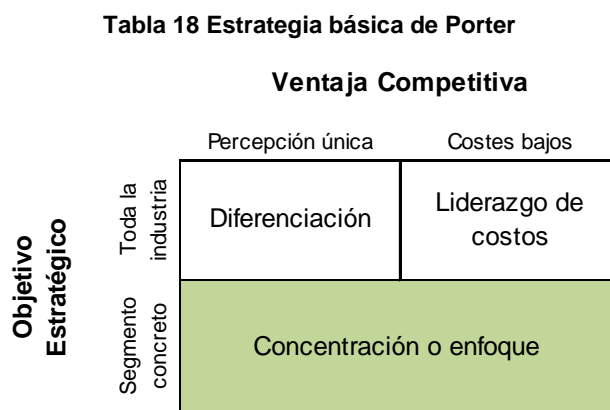 Tabla 18 Estrategia básica de Porter
Ventaja Competitiva
Percepción única
Costes bajos
Objetivo
Estratégico
Toda la
industria
Diferenciación
Liderazgo de
costos
Segmento
concreto
Concentración o enfoque